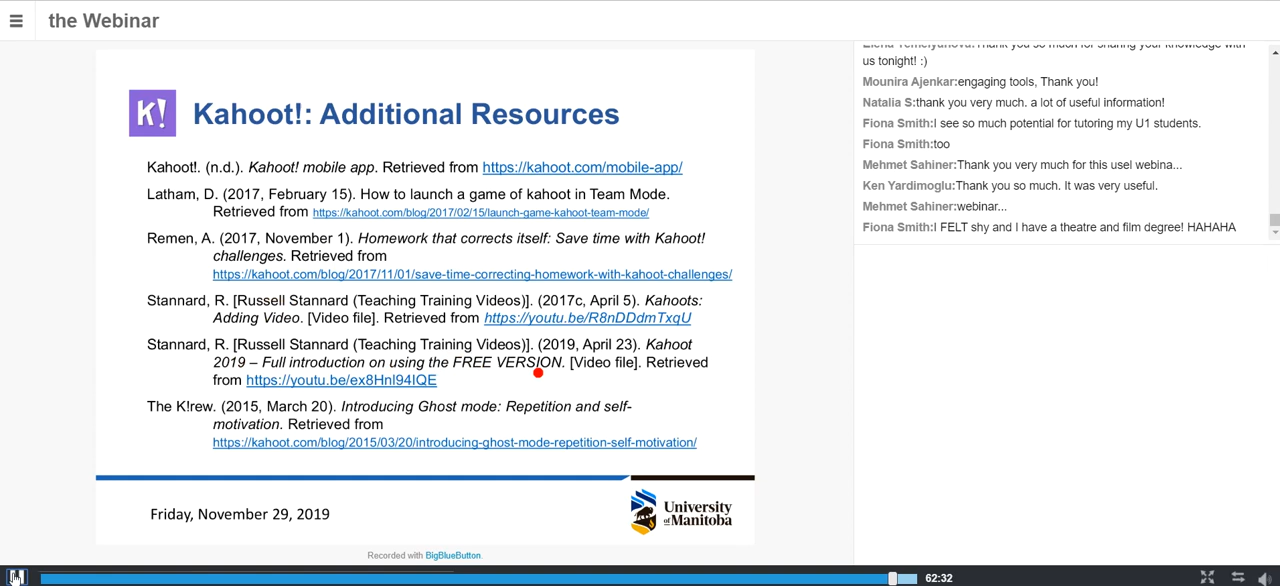 the Webinar
K!
Kahoot!: Additional Resources
Kahoot!. (n.d.). Kahoot! mobile app. Retrieved from https://kahoot.com/mobile-app/
Latham, D. (2017, February 15). How to launch a game of kahoot in Team Mode.
Retrieved from https://kahoot.com/blog/2017/02/15/launch-game-kahoot-team-mode/
Remen, A. (2017, November 1). Homework that corrects itself: Save time with Kahoot!
challenges. Retrieved from
https://kahoot.com/blog/2017/11/01/save-time-correcting-homework-with-kahoot-challenges/
Stannard, R. [Russell Stannard (Teaching Training Videos)]. (2017c, April 5). Kahoots:
Adding Video. [Video file]. Retrieved from https://youtu.be/R8nDDdmTxqU
Stannard, R. [Russell Stannard (Teaching Training Videos)]. (2019, April 23). Kahoot
2019 – Full introduction on using the FREE VERSION. [Video file]. Retrieved
from https://youtu.be/ex8Hnl94IQE
The K!rew. (2015, March 20). Introducing Ghost mode: Repetition and self-
motivation. Retrieved from
https://kahoot.com/blog/2015/03/20/introducing-ghost-mode-repetition-self-motivation/
Friday, November 29, 2019
University
of Manitoba
Recorded with BigBlueButton.
62:32
Elena Yemelyanova:Thank you so much for sharing your knowledge with
us tonight! :)
Mounira Ajenkar:engaging tools, Thank you!
Natalia S:thank you very much. a lot of useful information!
Fiona Smith:I see so much potential for tutoring my U1 students.
Fiona Smith:too
Mehmet Sahiner:Thank you very much for this usel webina...
Ken Yardimoglu:Thank you so much. It was very useful.
Mehmet Sahiner:webinar...
Fiona Smith:I FELT shy and I have a theatre and film degree! HAHAHA